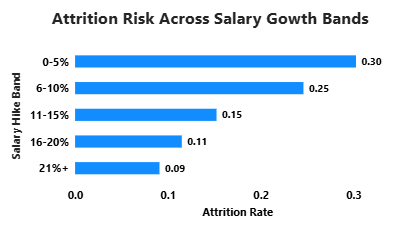 Attrition Risk Across Salary Gowth Bands
Salary Hike Band
0-5% 0.30
6-10% 0.25
11-15% 0.15
16-20% 0.11
21%+ 0.09
0.0 0.1 0.2 0.3
Attrition Rate